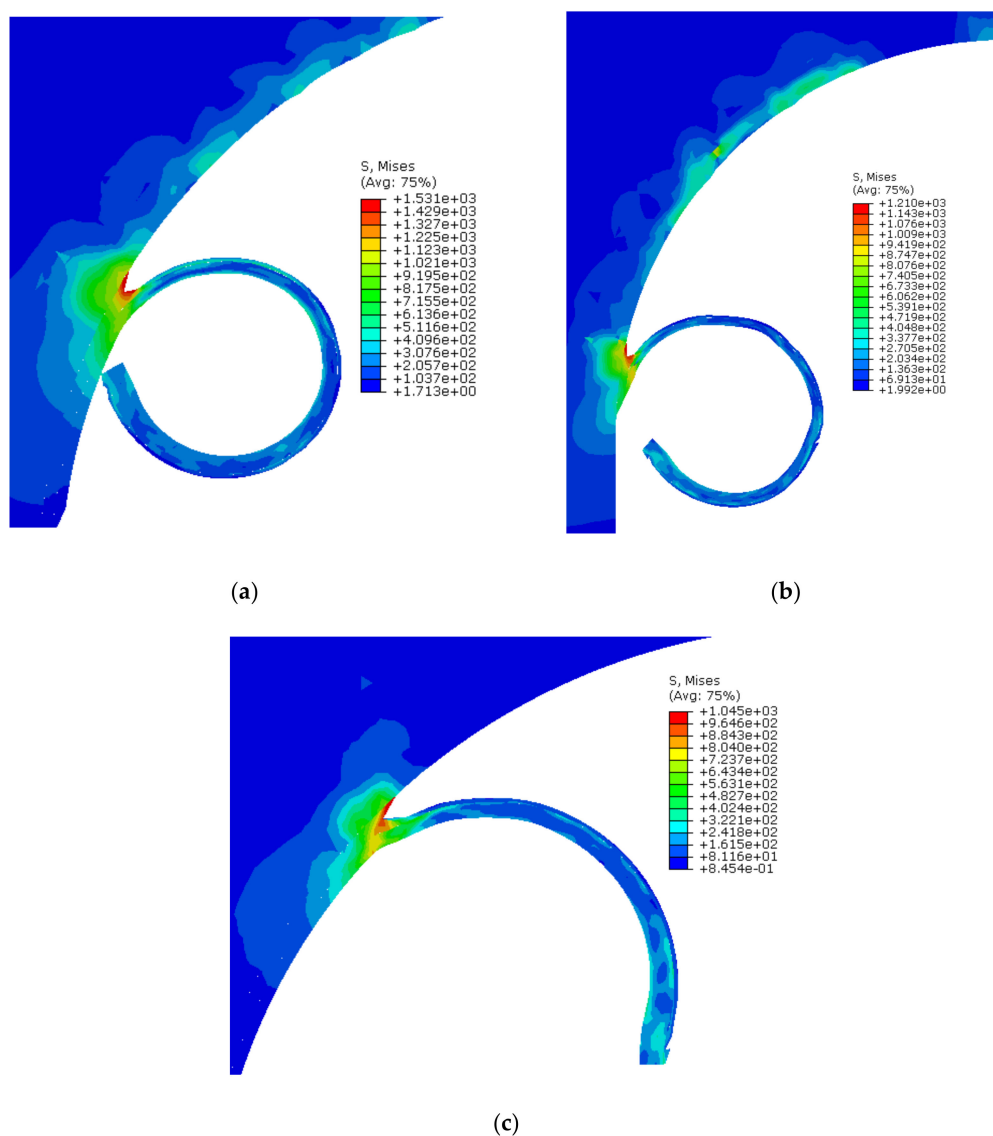 S, Mises
(Avg: 75%)
+1.531e+03
+1.429e+03
+1.327e+03
+1.225e+03
+1.123e+03
+1.021e+03
+9.195e+02
+8.175e+02
+7.155e+02
+6.136e+02
+5.116e+02
+4.096e+02
+3.076e+02
+2.057e+02
+1.037e+02
+1.713e+00
S, Mises
(Avg: 75%)
+1.210e+03
+1.143e+03
+1.076e+03
+1.009e+03
+9.419e+02
+8.747e+02
+8.076e+02
+7.405e+02
+6.733e+02
+6.062e+02
+5.391e+02
+4.719e+02
+4.048e+02
+3.377e+02
+2.705e+02
+2.034e+02
+1.363e+02
+6.913e+01
+1.992e+00
(a)
(b)
S, Mises
(Avg: 75%)
+1.045e+03
+9.646e+02
+8.843e+02
+8.040e+02
+7.237e+02
+6.434e+02
+5.631e+02
+4.827e+02
+4.024e+02
+3.221e+02
+2.418e+02
+1.615e+02
+8.116e+01
+8.454e-01
(c)